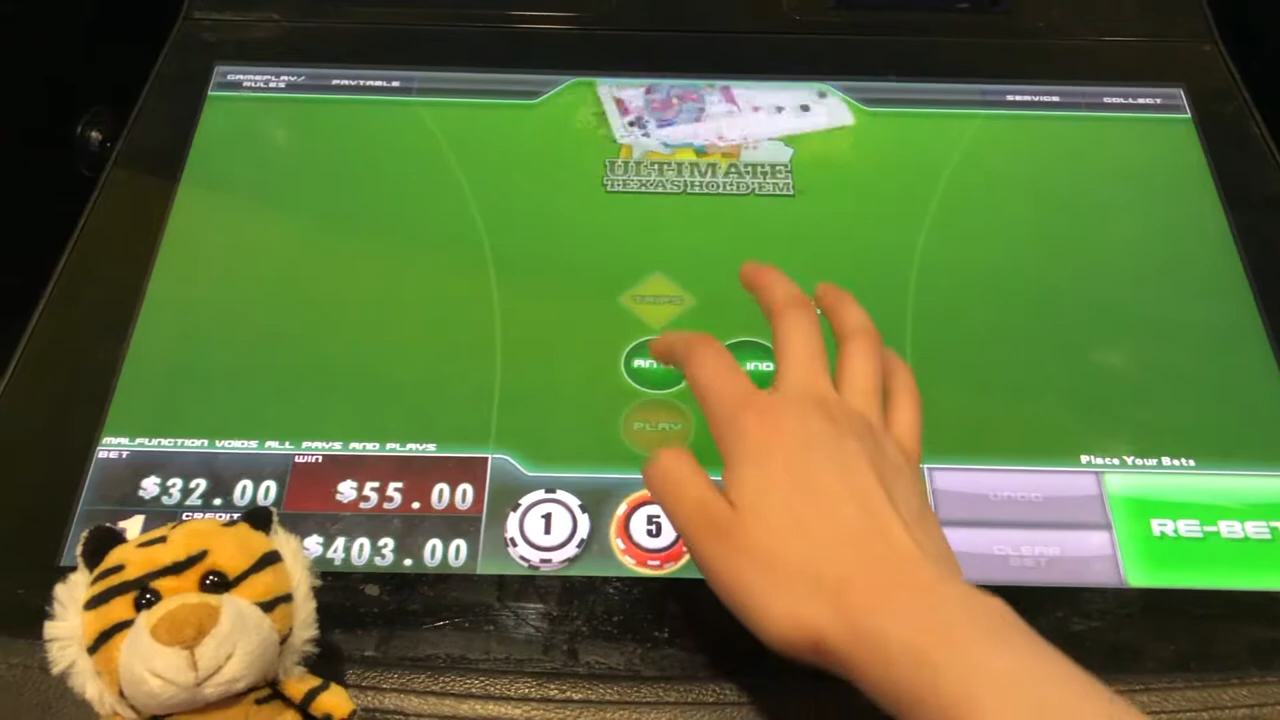 GAMEPLAY/
RULES
PAYTABLE
SERVICE
COLLECT
ULTIMATE
TEXAS HOLD'EM
TRIPS
PLAY
MALFUNCTION VOIDS ALL PAYS AND PLAYS
Place Your Bets
BET
$32.00
WIN
$55.00
CREDIT
$403.00
1
5
UNDO
CLEAR
BET
RE-BET